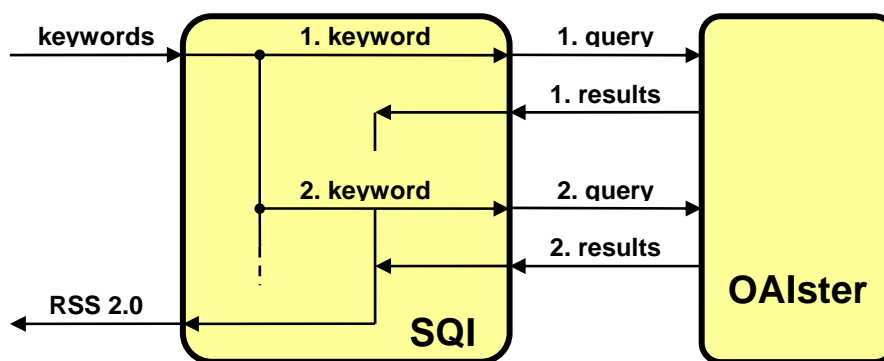 keywords
1. keyword
1. query
1. results
2. keyword
2. query
2. results
RSS 2.0
SQI
OAIster